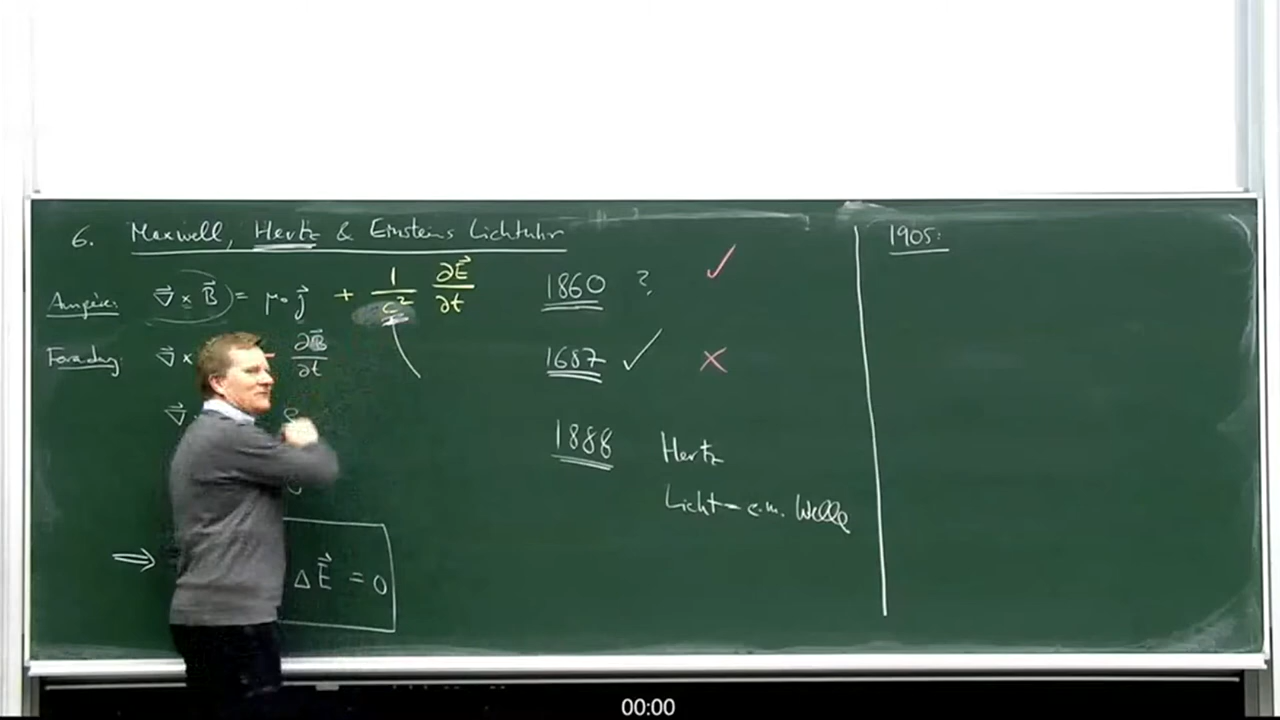 6. Maxwell, Hertz & Einsteins Lichtuhr
Ampère: ∇⃗ × B⃗ = μ₀ j⃗ + 1/c² ∂E⃗/∂t
Faraday: ∇⃗ × - ∂B⃗/∂t
∇⃗
⇒ ΔE⃗ = 0
1860 ? ✓
1687 ✓ ✗
1888 Hertz
Licht = e.m. Welle
1905:
00:00